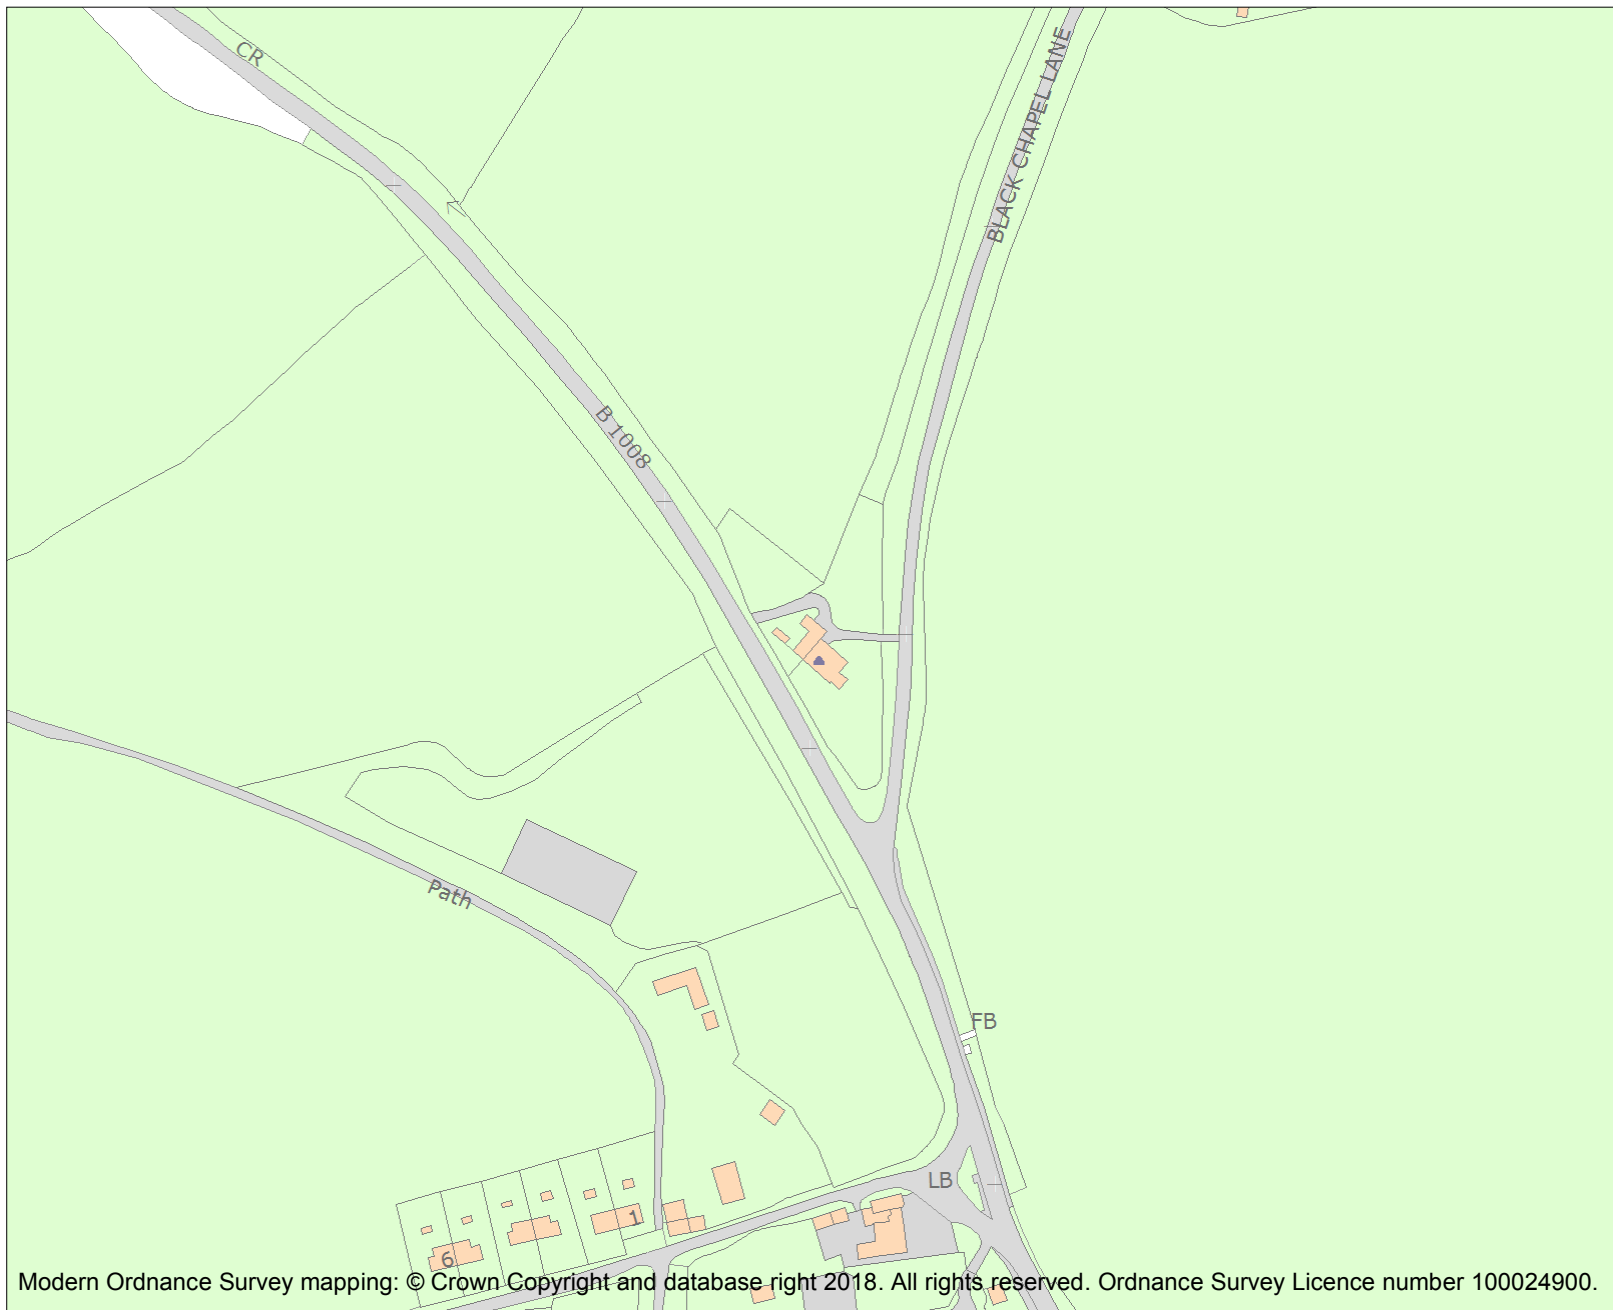 CR
BLACK CHAPEL LANE
B 1008
Path
FB
LB
1
6
Modern Ordnance Survey mapping: © Crown Copyright and database right 2018. All rights reserved. Ordnance Survey Licence number 100024900.